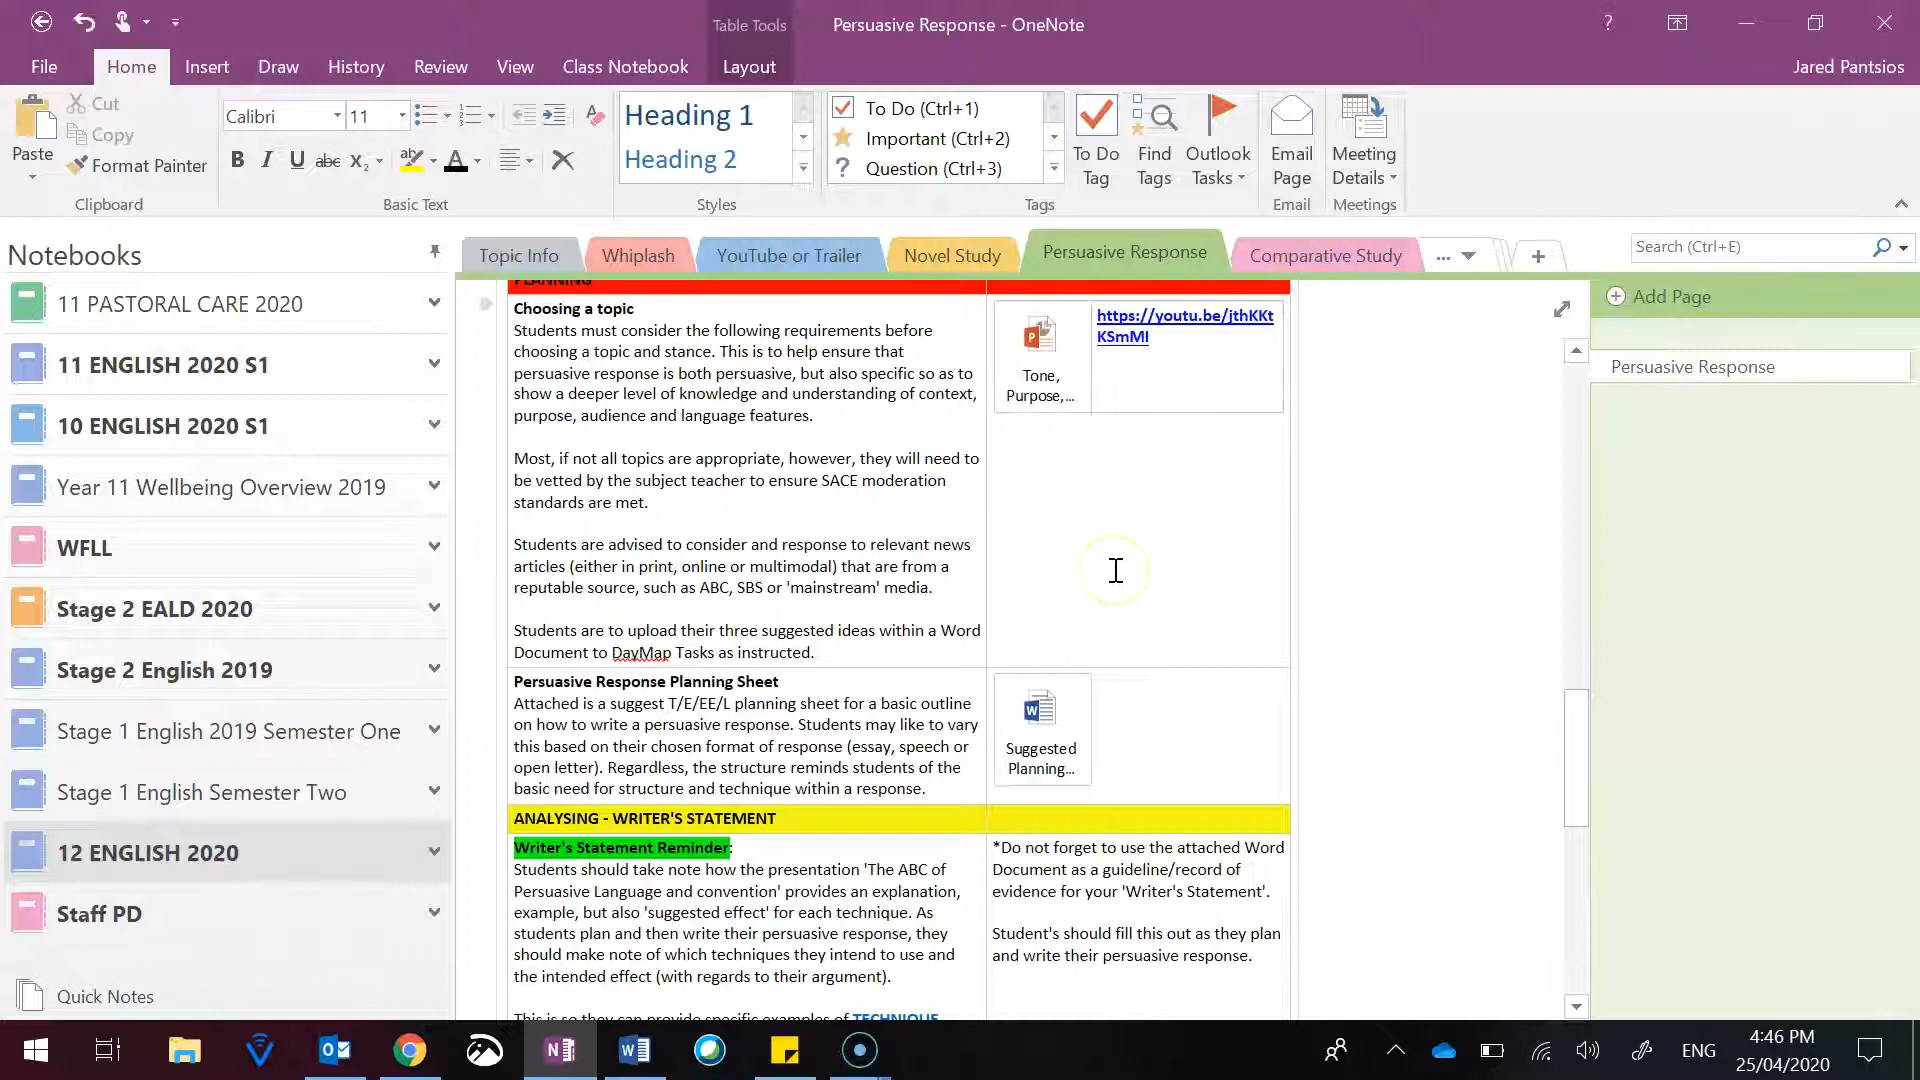 Table Tools
Persuasive Response - OneNote
?
File
Home
Insert
Draw
History
Review
View
Class Notebook
Layout
Jared Pantsios
Paste
Cut
Copy
Format Painter
Clipboard
Calibri
11
B I U abc X₂ A
Basic Text
Heading 1
Heading 2
Styles
To Do (Ctrl+1)
Important (Ctrl+2)
? Question (Ctrl+3)
To Do
Tag
Find
Tags
Outlook
Tasks
Tags
Email
Page
Email
Meeting
Details
Meetings
Notebooks
11 PASTORAL CARE 2020
11 ENGLISH 2020 S1
10 ENGLISH 2020 S1
Year 11 Wellbeing Overview 2019
WFLL
Stage 2 EALD 2020
Stage 2 English 2019
Stage 1 English 2019 Semester One
Stage 1 English Semester Two
12 ENGLISH 2020
Staff PD
Quick Notes
Topic Info
Whiplash
YouTube or Trailer
Novel Study
Persuasive Response
Comparative Study
...
+
Search (Ctrl+E)
Add Page
Persuasive Response
PLANNING
Choosing a topic
Students must consider the following requirements before
choosing a topic and stance. This is to help ensure that
persuasive response is both persuasive, but also specific so as to
show a deeper level of knowledge and understanding of context,
purpose, audience and language features.
Most, if not all topics are appropriate, however, they will need to
be vetted by the subject teacher to ensure SACE moderation
standards are met.
Students are advised to consider and response to relevant news
articles (either in print, online or multimodal) that are from a
reputable source, such as ABC, SBS or 'mainstream' media.
Students are to upload their three suggested ideas within a Word
Document to DayMap Tasks as instructed.
Tone,
Purpose,...
https://youtu.be/jthKKt
KSmMI
Persuasive Response Planning Sheet
Attached is a suggest T/E/EE/L planning sheet for a basic outline
on how to write a persuasive response. Students may like to vary
this based on their chosen format of response (essay, speech or
open letter). Regardless, the structure reminds students of the
basic need for structure and technique within a response.
Suggested
Planning...
ANALYSING - WRITER'S STATEMENT
Writer's Statement Reminder:
Students should take note how the presentation 'The ABC of
Persuasive Language and convention' provides an explanation,
example, but also 'suggested effect' for each technique. As
students plan and then write their persuasive response, they
should make note of which techniques they intend to use and
the intended effect (with regards to their argument).
This is so they can provide specific examples of TECHNIQUE
*Do not forget to use the attached Word
Document as a guideline/record of
evidence for your 'Writer's Statement'.
Student's should fill this out as they plan
and write their persuasive response.
ENG
4:46 PM
25/04/2020